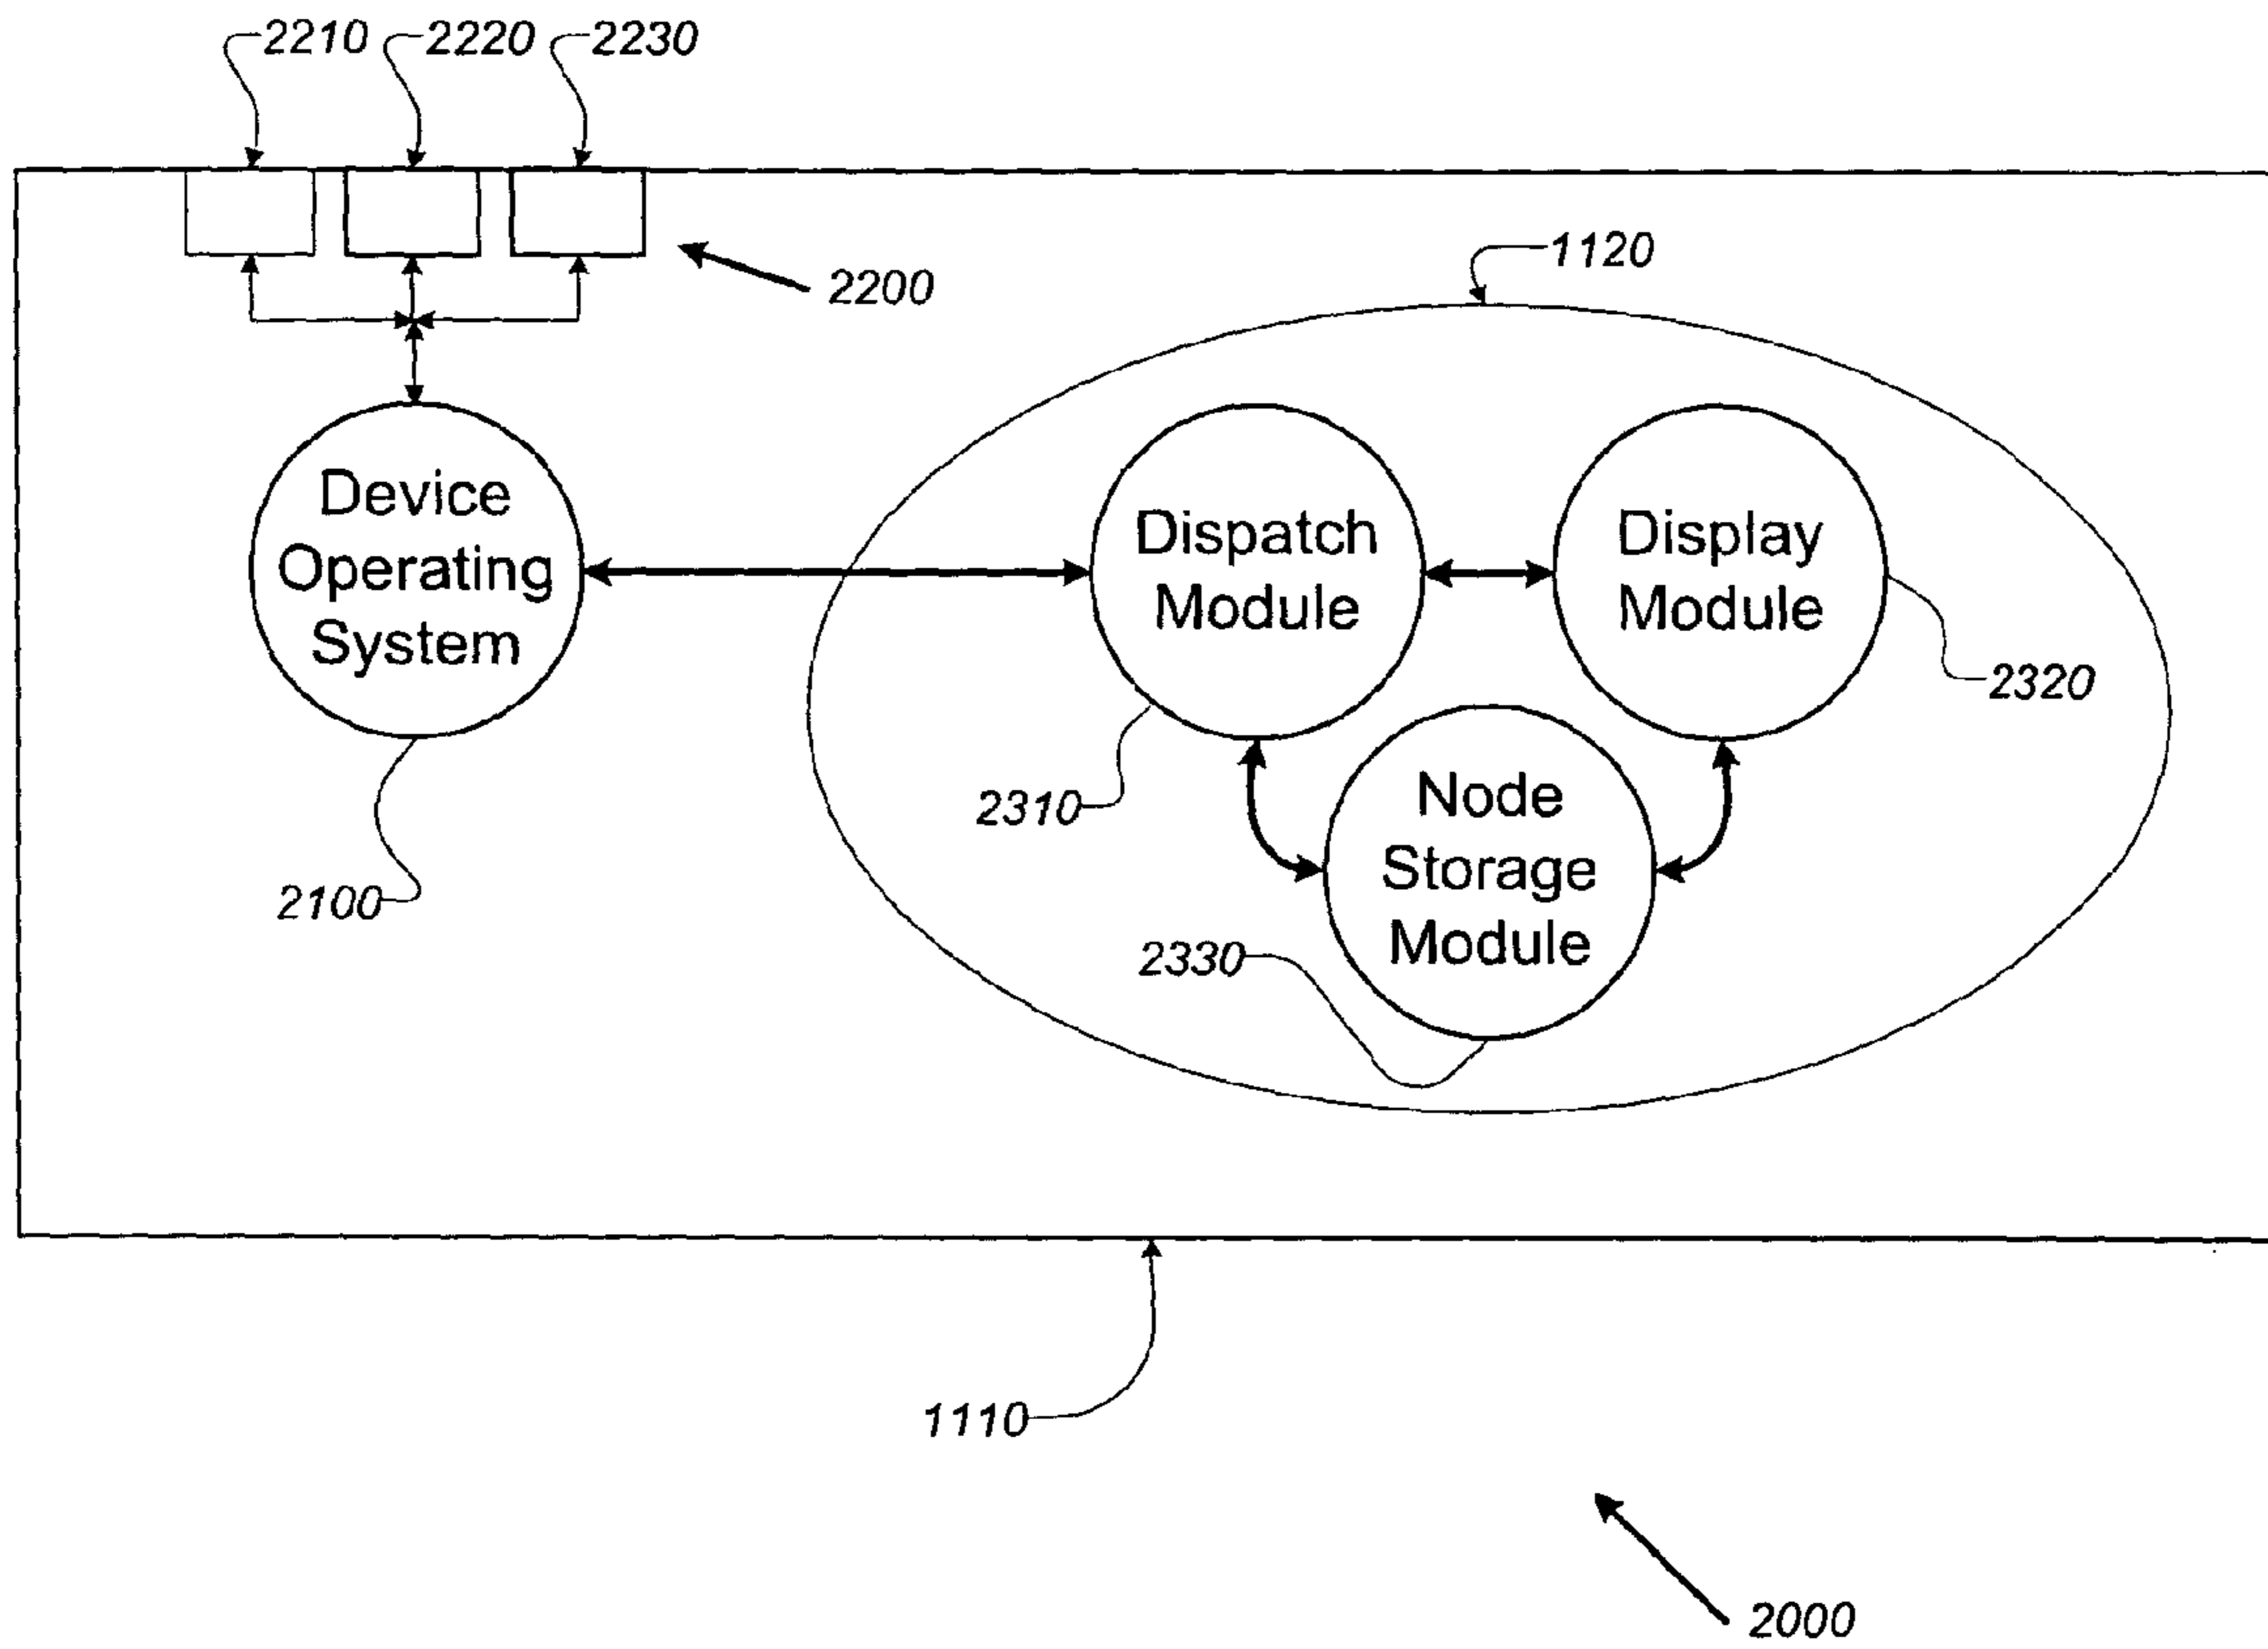 2210
2220
2230
1120
2200
Device
Operating
System
Dispatch
Module
Display
Module
2320
2310
Node
Storage
Module
2100
2330
1110
2000